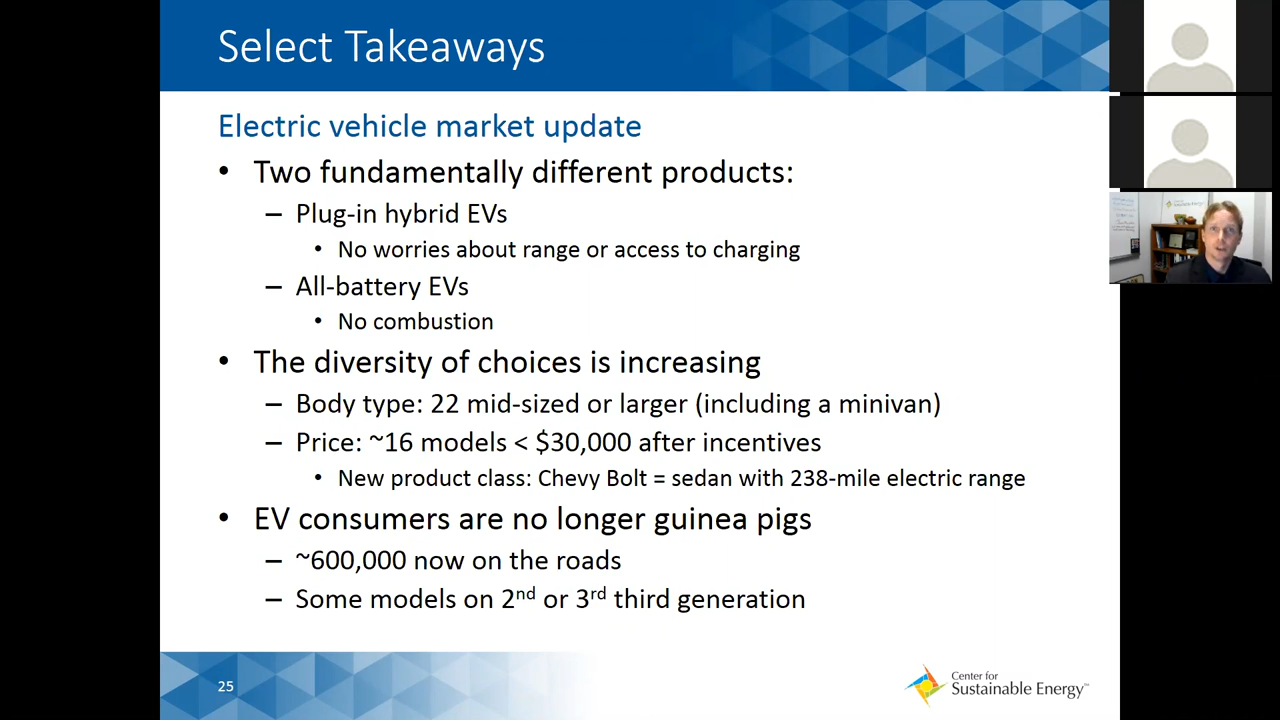 Select Takeaways
Electric vehicle market update
• Two fundamentally different products:
– Plug-in hybrid EVs
• No worries about range or access to charging
– All-battery EVs
• No combustion
• The diversity of choices is increasing
– Body type: 22 mid-sized or larger (including a minivan)
– Price: ~16 models < $30,000 after incentives
• New product class: Chevy Bolt = sedan with 238-mile electric range
• EV consumers are no longer guinea pigs
– ~600,000 now on the roads
– Some models on 2nd or 3rd third generation
25
Center for
Sustainable Energy™